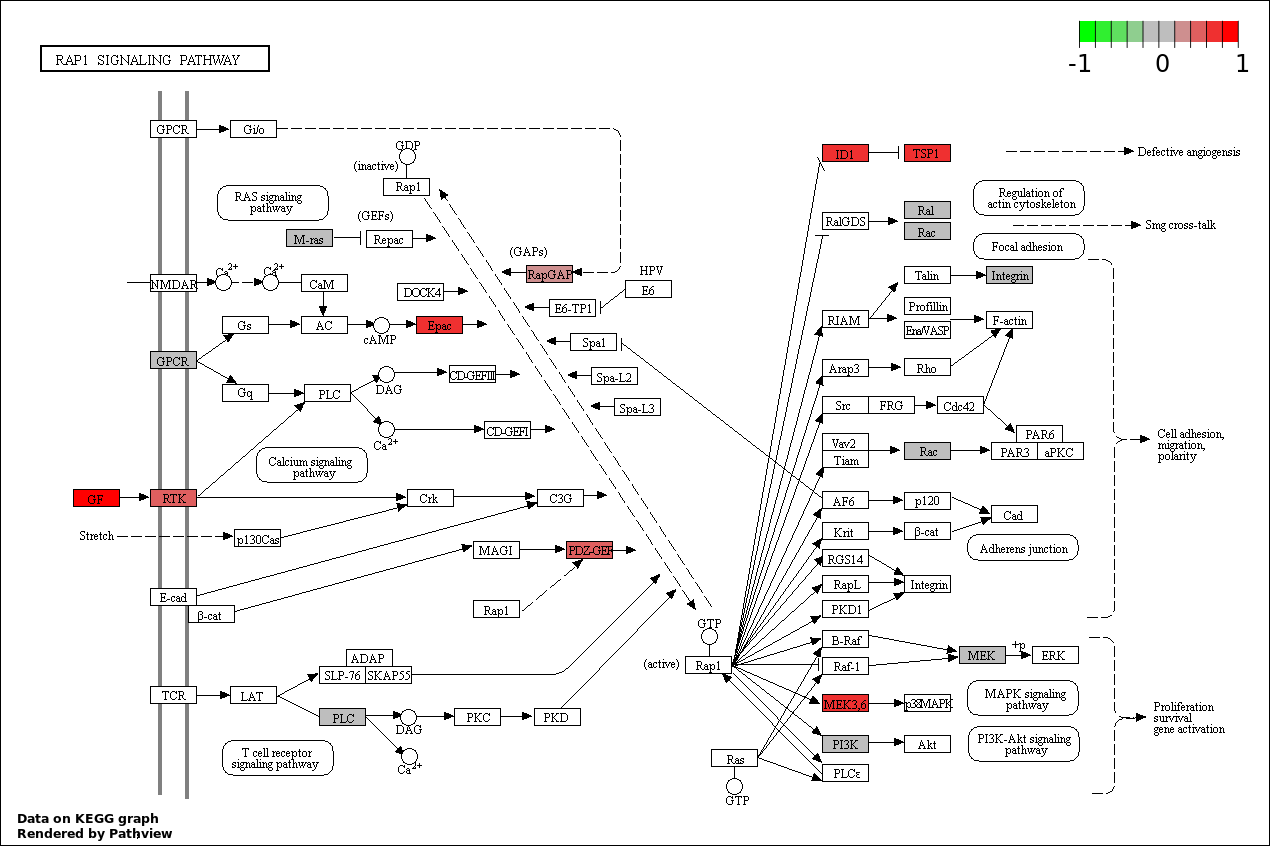 RAP1 SIGNALING PATHWAY
-1
0
1
GPCR
Gi/o
GDP
(inactive)
Rap1
RAS signaling
pathway
(GEFs)
M-ras
Repac
(GAPs)
RapGAP
HPV
E6
E6-TP1
NMDAR
Ca2+
Ca2+
CaM
DOCK4
Gs
AC
cAMP
Epac
Spa1
GPCR
Gq
PLC
DAG
Ca2+
CD-GEFIII
Spa-L2
Spa-L3
CD-GEFI
Calcium signaling
pathway
GF
RTK
Crk
C3G
Stretch
p130Cas
MAGI
PDZ-GEF
E-cad
β-cat
Rap1
GTP
(active)
Rap1
ADAP
SLP-76
SKAP55
TCR
LAT
PLC
DAG
PKC
PKD
Ca2+
T cell receptor
signaling pathway
Ras
GTP
ID1
TSP1
Defective angiogensis
Regulation of
actin cytoskeleton
RalGDS
Ral
Rac
Smg cross-talk
Focal adhesion
Talin
Integrin
RIAM
Profillin
Ena/VASP
F-actin
Arap3
Rho
Src
FRG
Cdc42
PAR6
PAR3
aPKC
Vav2
Tiam
Rac
Cell adhesion,
migration,
polarity
AF6
p120
Cad
Krit
β-cat
Adherens junction
RGS14
RapL
Integrin
PKD1
B-Raf
Raf-1
MEK
+p
ERK
MEK3,6
p38MAPK
MAPK signaling
pathway
PI3K
Akt
PI3K-Akt signaling
pathway
PLCε
Proliferation
survival
gene activation
Data on KEGG graph
Rendered by Pathview